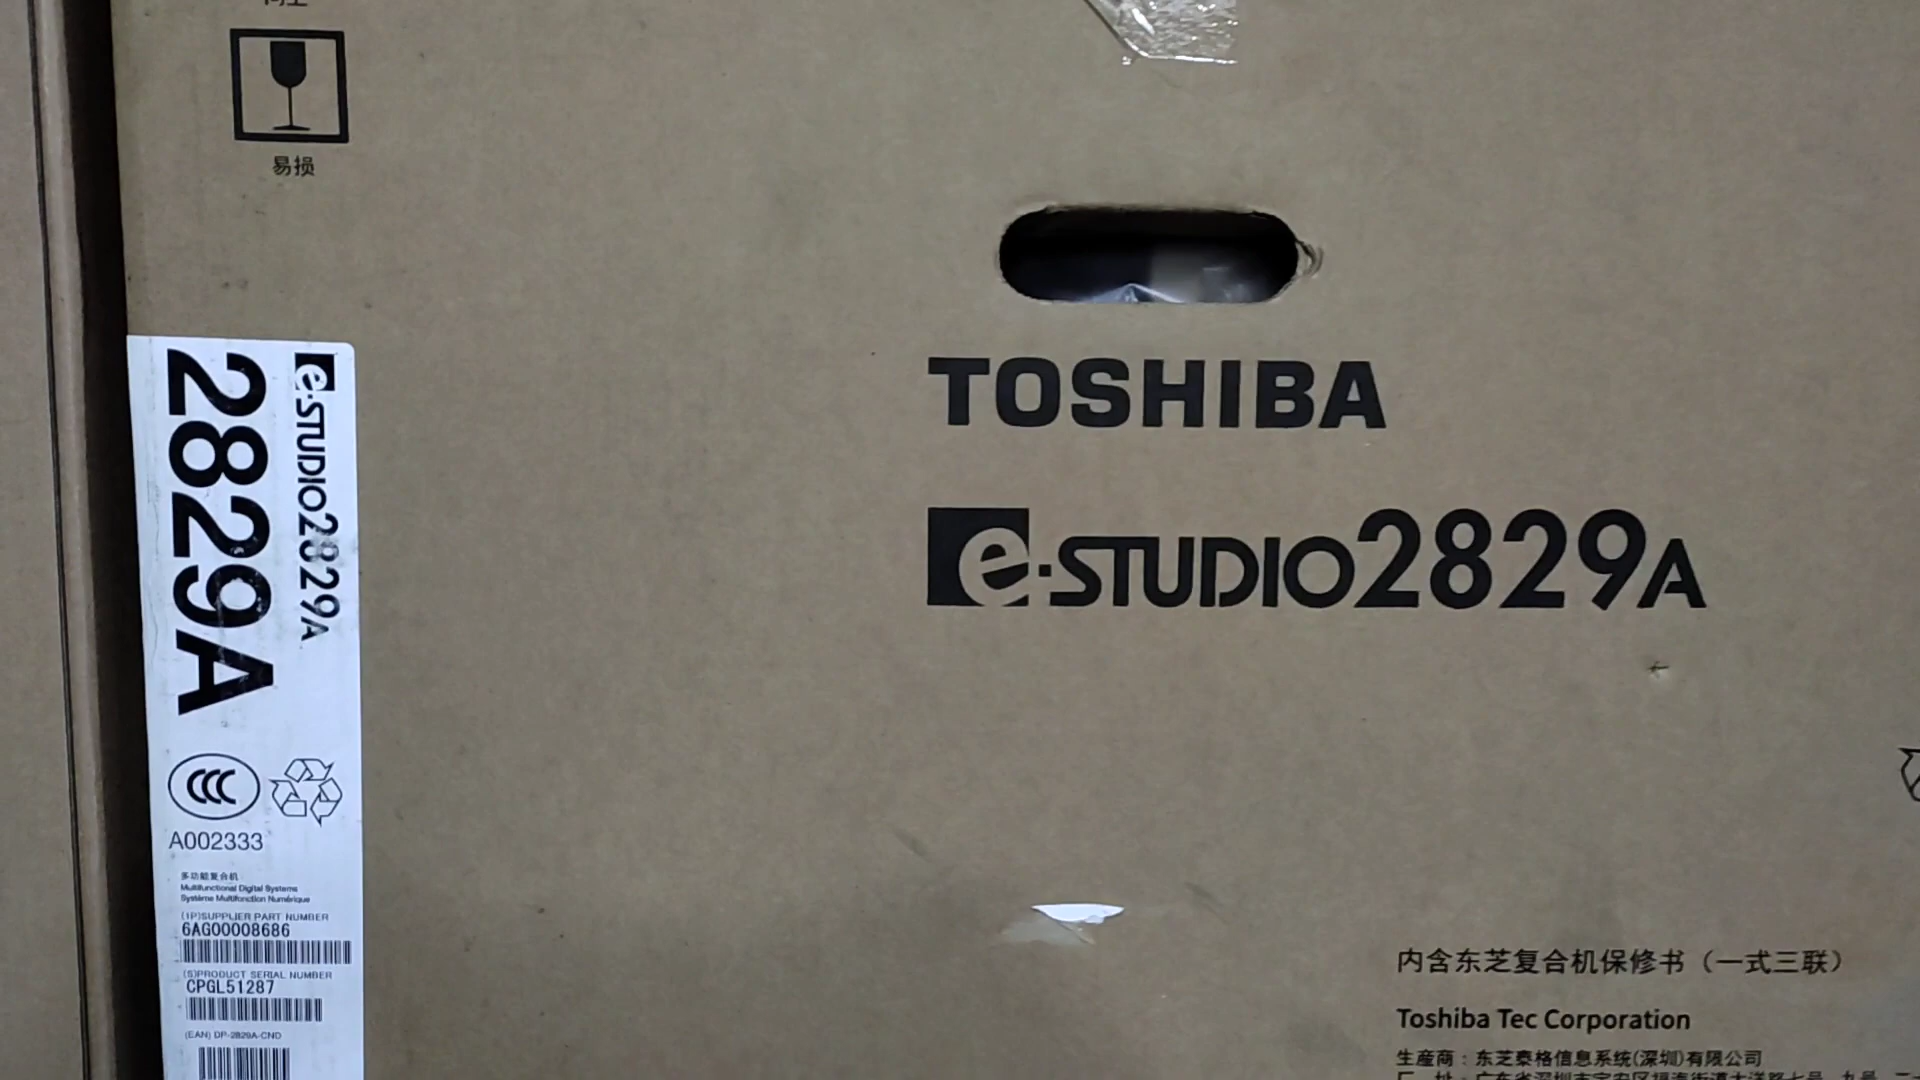 易损
TOSHIBA
e-STUDIO2829A
e-STUDIO2829A
2829A
A002333
多功能复合机
Multifunctional Digital Systems
Système Multifonction Numérique
(1P)SUPPLIER PART NUMBER
6AG00008686
(S)PRODUCT SERIAL NUMBER
CPGL51287
(EAN) DP-2829A-CND
内含东芝复合机保修书（一式三联）
Toshiba Tec Corporation
生産商：东芝泰格信息系统(深圳)有限公司